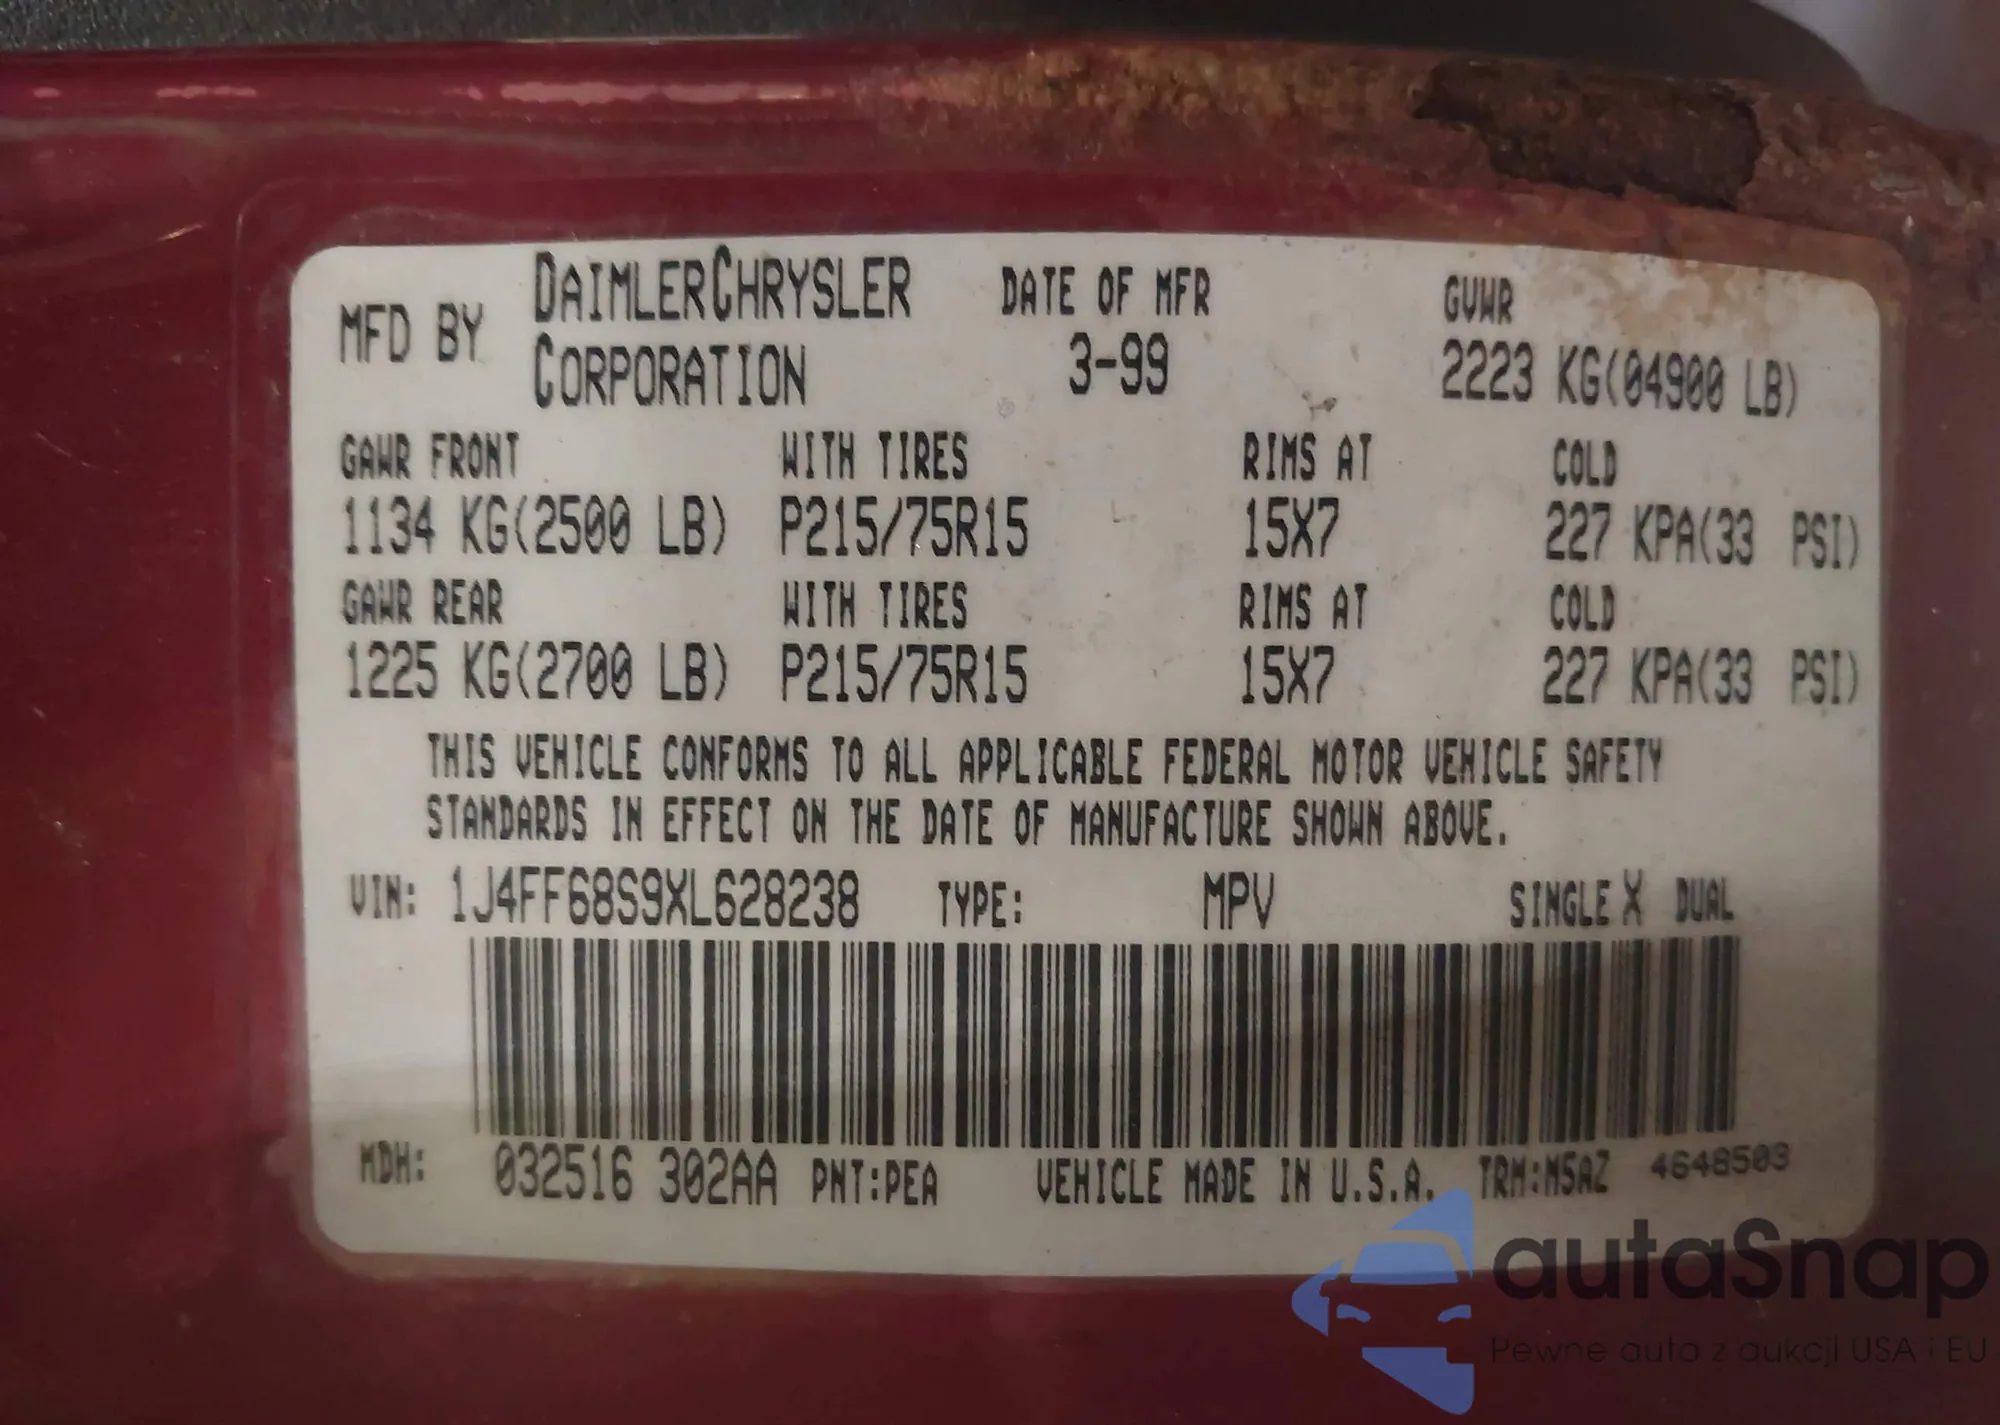 MFD BY DAIMLERCHRYSLER CORPORATION DATE OF MFR 3-99 GVWR 2223 KG(04900 LB)
GAWR FRONT WITH TIRES RIMS AT COLD
1134 KG(2500 LB) P215/75R15 15X7 227 KPA(33 PSI)
GAWR REAR WITH TIRES RIMS AT COLD
1225 KG(2700 LB) P215/75R15 15X7 227 KPA(33 PSI)
THIS VEHICLE CONFORMS TO ALL APPLICABLE FEDERAL MOTOR VEHICLE SAFETY
STANDARDS IN EFFECT ON THE DATE OF MANUFACTURE SHOWN ABOVE.
VIN: 1J4FF68S9XL628238 TYPE: MPV SINGLE X DUAL
MDH: 032516 302AA PNT:PEA VEHICLE MADE IN U.S.A. TRM:M5AZ 4648503
autaSnap
Pewne auta z aukcji USA i EU